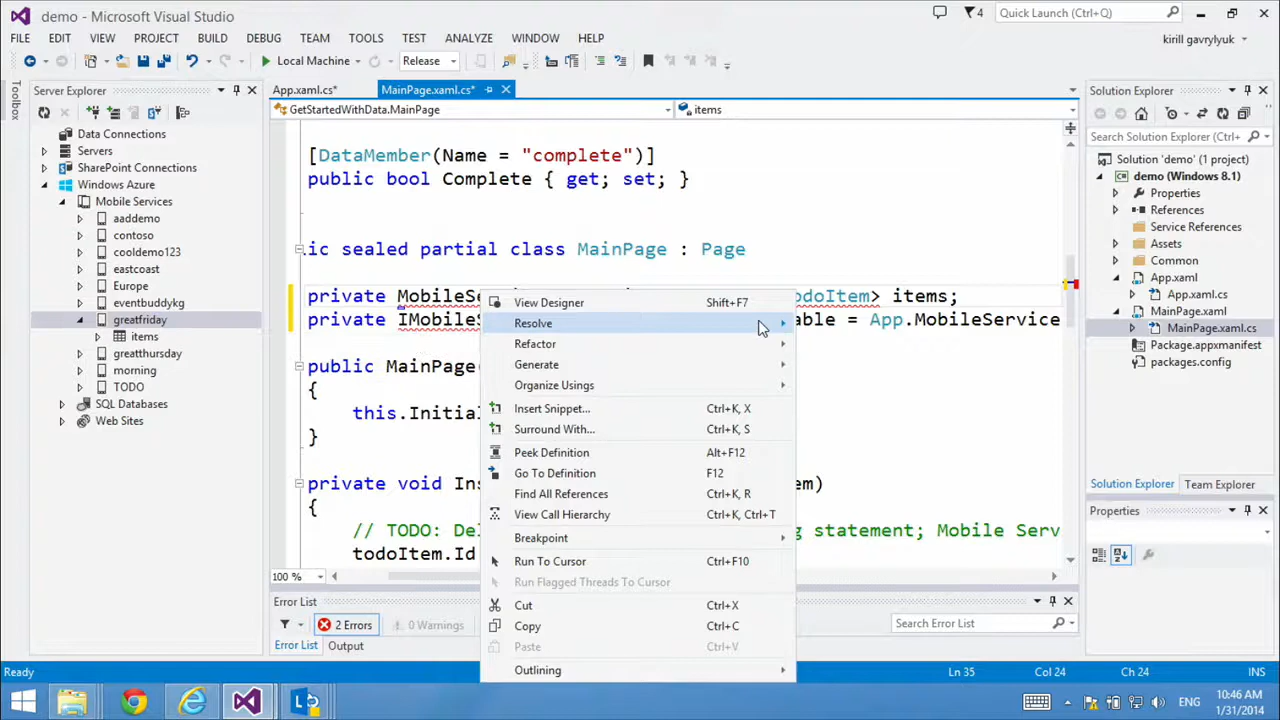 demo - Microsoft Visual Studio
4
Quick Launch (Ctrl+Q)
FILE EDIT VIEW PROJECT BUILD DEBUG TEAM TOOLS TEST ANALYZE WINDOW HELP
kirill gavrylyuk
Local Machine
Release
Toolbox
Server Explorer
Data Connections
Servers
SharePoint Connections
Windows Azure
Mobile Services
aaddemo
contoso
cooldemo123
eastcoast
Europe
eventbuddykg
greatfriday
items
greatthursday
morning
TODO
SQL Databases
Web Sites
App.xaml.cs*
MainPage.xaml.cs*
GetStartedWithData.MainPage
items
[DataMember(Name = "complete")]
public bool Complete { get; set; }
ic sealed partial class MainPage : Page
private MobileSe
odoItem> items;
private IMobileS
able = App.MobileService
public MainPage(
{
this.Initial
}
private void Ins
em)
{
// TODO: Del
g statement; Mobile Serv
todoItem.Id
100 %
View Designer Shift+F7
Resolve
Refactor
Generate
Organize Usings
Insert Snippet... Ctrl+K, X
Surround With... Ctrl+K, S
Peek Definition Alt+F12
Go To Definition F12
Find All References Ctrl+K, R
View Call Hierarchy Ctrl+K, Ctrl+T
Breakpoint
Run To Cursor Ctrl+F10
Run Flagged Threads To Cursor
Cut Ctrl+X
Copy Ctrl+C
Paste Ctrl+V
Outlining
Error List
2 Errors
0 Warnings
Search Error List
Error List Output
Solution Explorer
Search Solution Explorer (Ctrl+
Solution 'demo' (1 project)
demo (Windows 8.1)
Properties
References
Service References
Assets
Common
App.xaml
App.xaml.cs
MainPage.xaml
MainPage.xaml.cs
Package.appxmanifest
packages.config
Solution Explorer Team Explorer
Properties
Ready
Ln 35 Col 24 Ch 24 INS
ENG
10:46 AM
1/31/2014